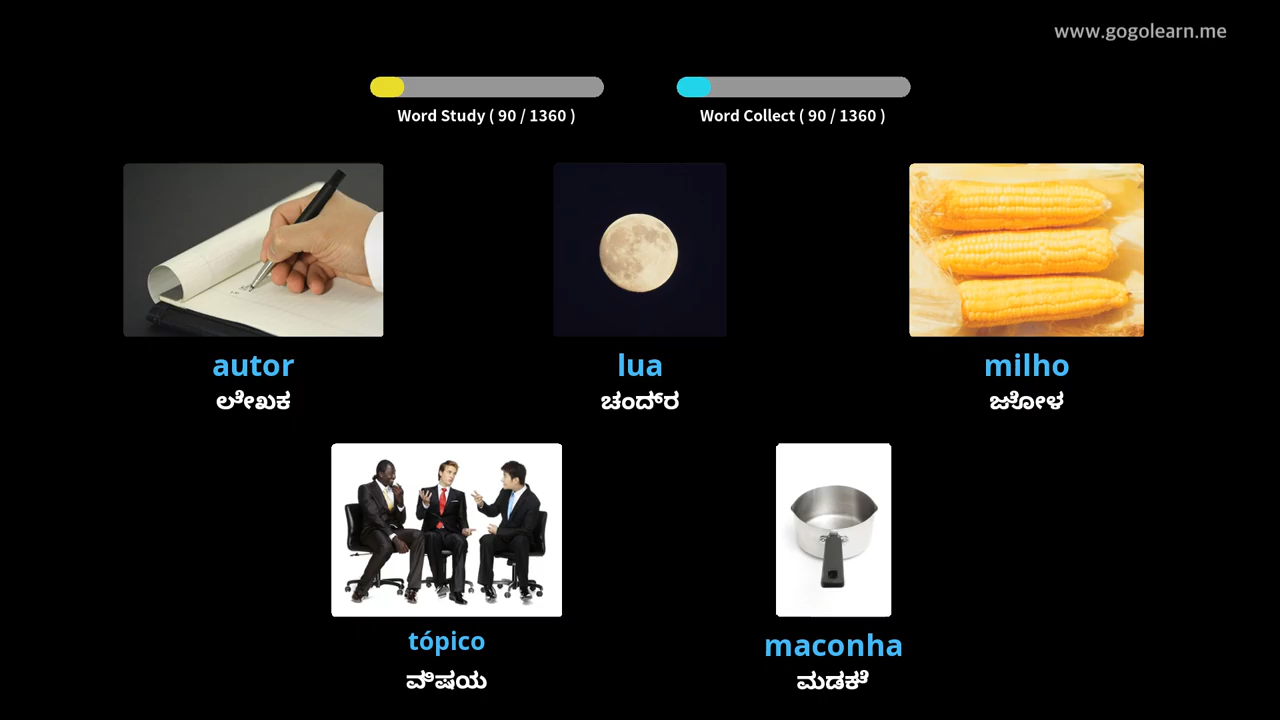 www.gogolearn.me
Word Study ( 90 / 1360 )
Word Collect ( 90 / 1360 )
autor
ಲೇಖಕ
lua
ಚಂದ್ರ
milho
ಜೋಳ
tópico
ವಿಷಯ
maconha
ಮಡಕೆ